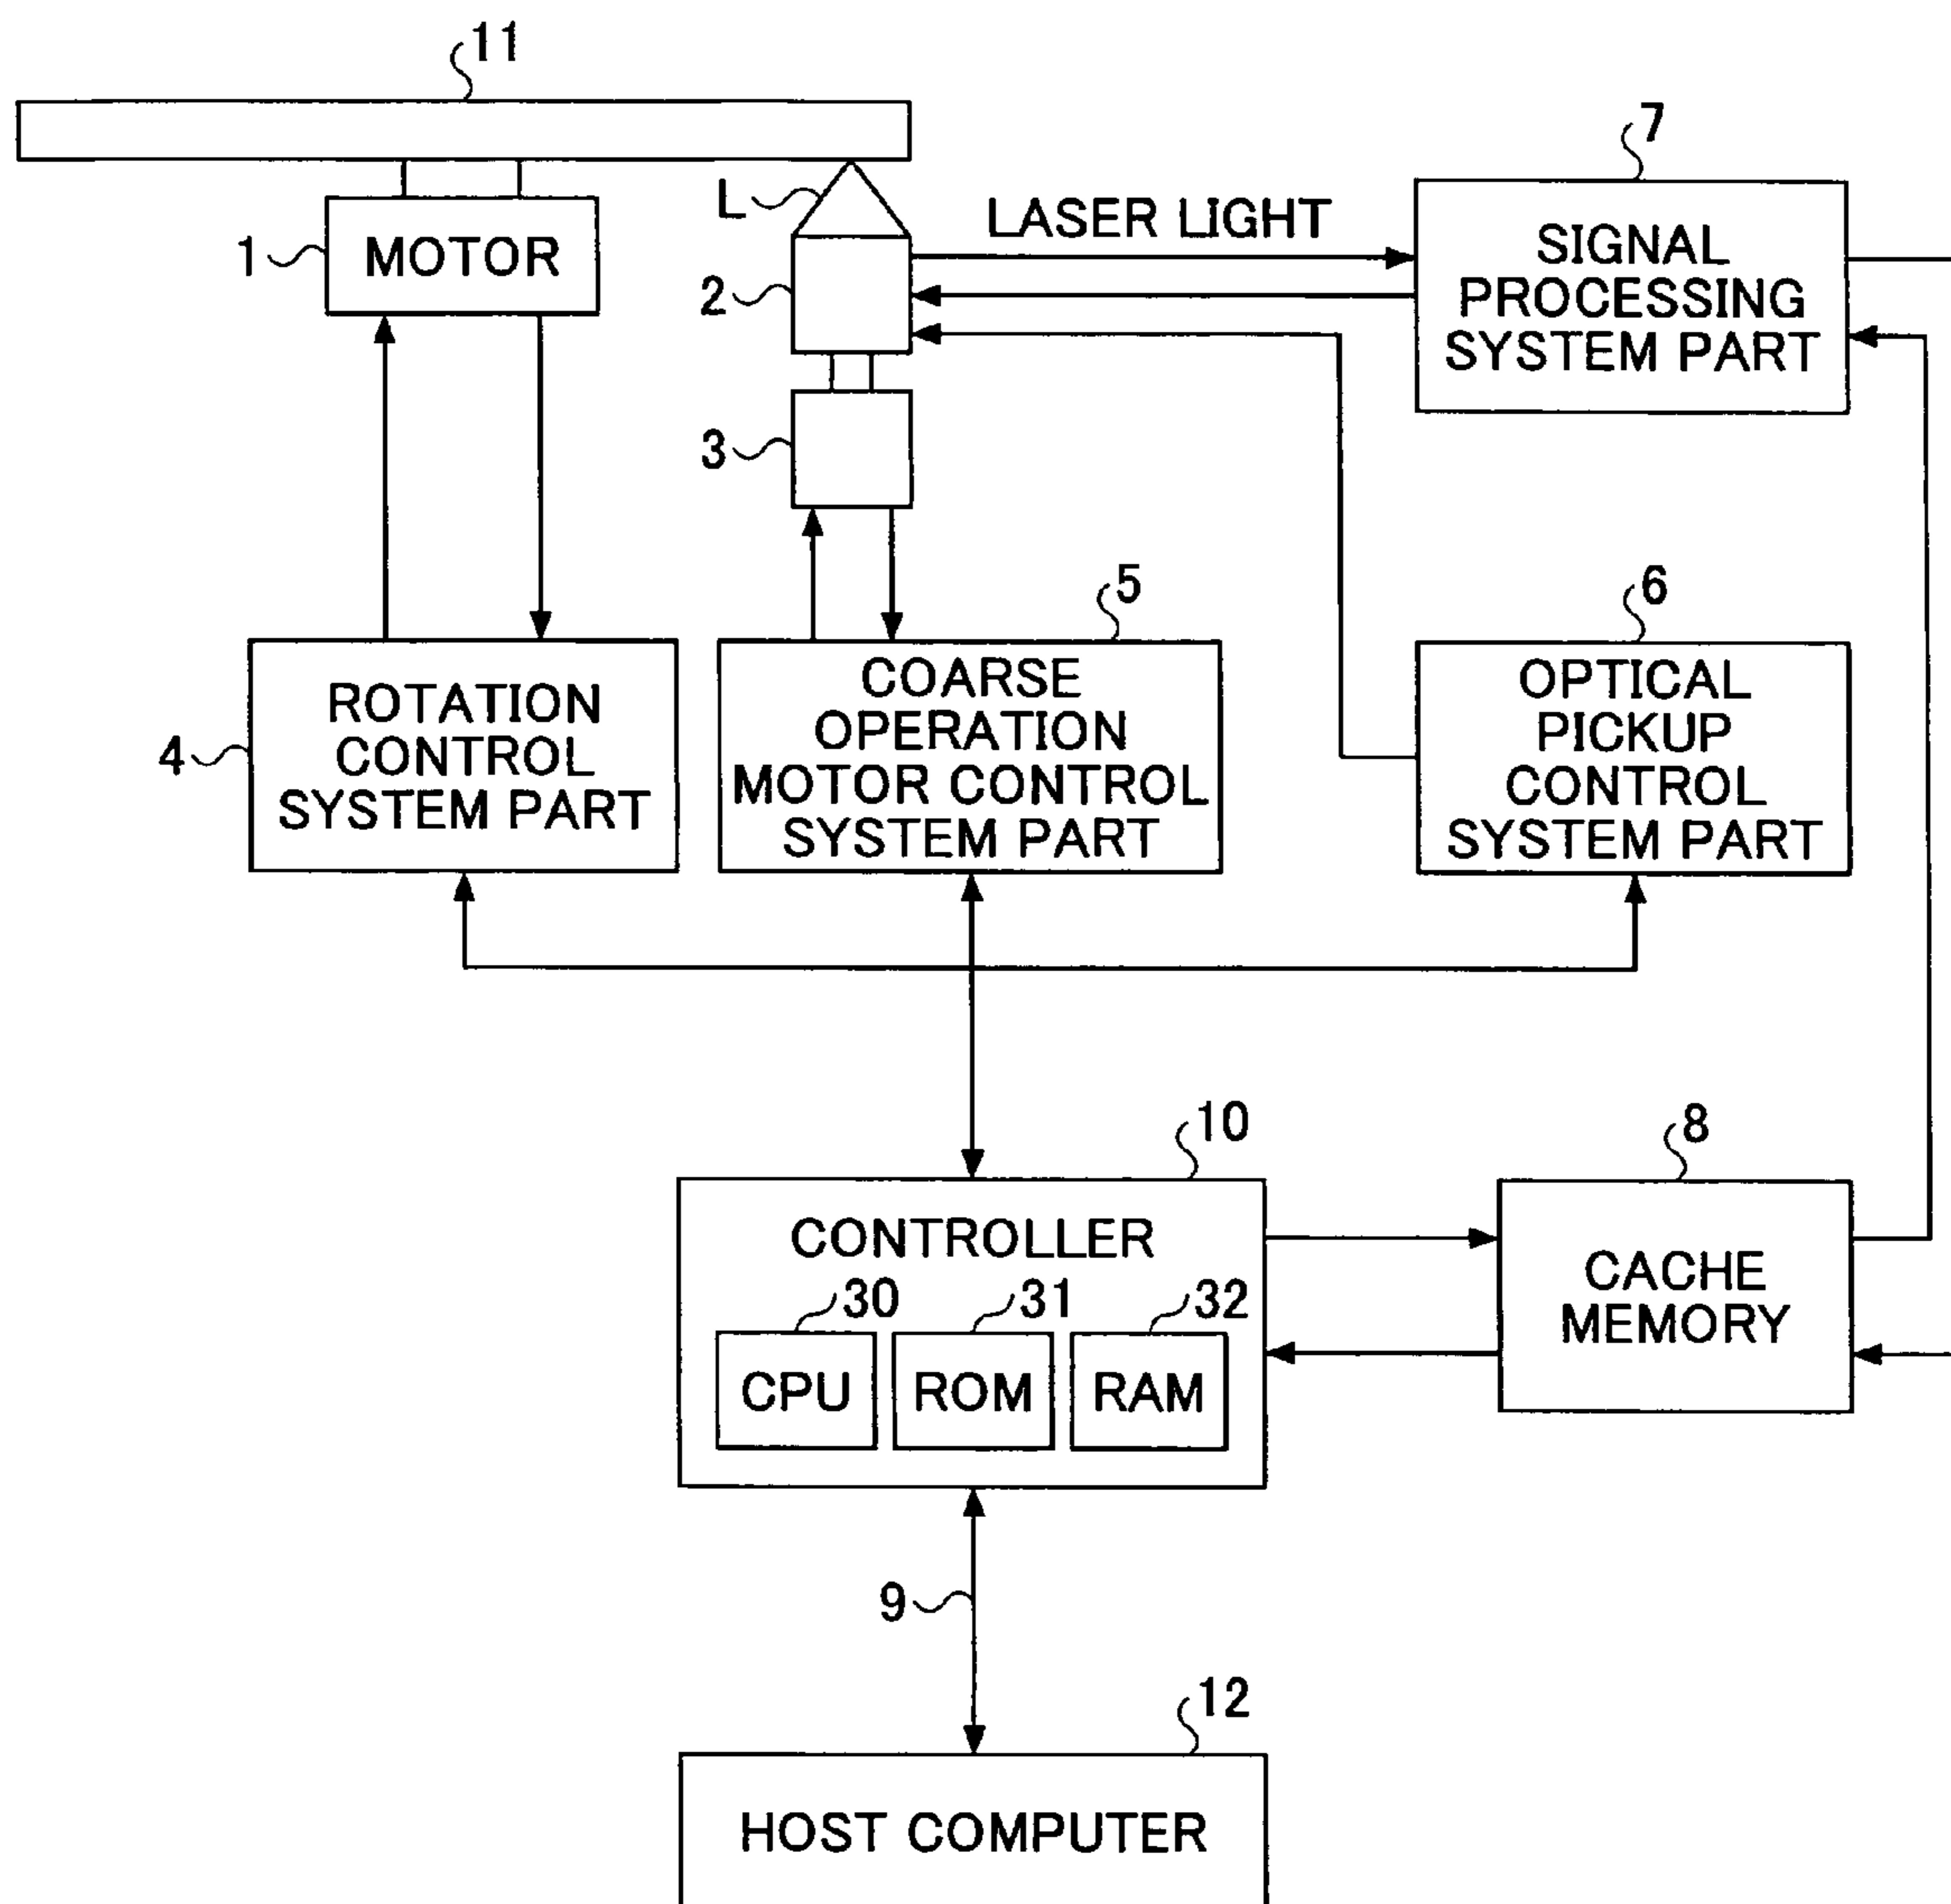 11
7
L
LASER LIGHT
1
MOTOR
2
SIGNAL
PROCESSING
SYSTEM PART
3
5
6
4
ROTATION
CONTROL
SYSTEM PART
COARSE
OPERATION
MOTOR CONTROL
SYSTEM PART
OPTICAL
PICKUP
CONTROL
SYSTEM PART
10
8
CONTROLLER
30
31
32
CPU
ROM
RAM
CACHE
MEMORY
9
12
HOST COMPUTER